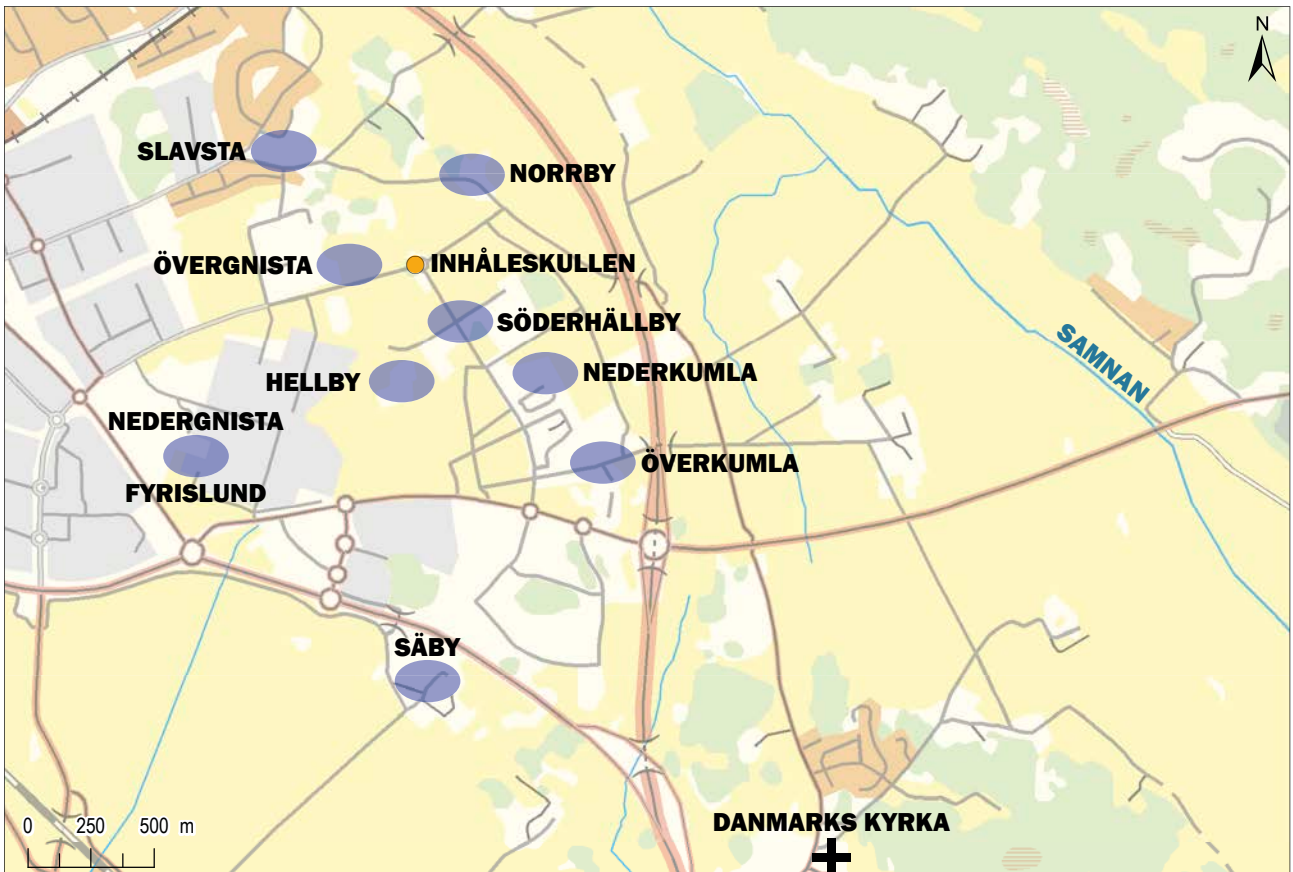 N
SLAVSTA
NORRBY
ÖVERGNISTA
INHÅLESKULLEN
SÖDERHÄLLBY
SAMNAN
HELLBY
NEDERKUMLA
NEDERGNISTA
ÖVERKUMLA
FYRISLUND
SÄBY
DANMARKS KYRKA
0 250 500 m